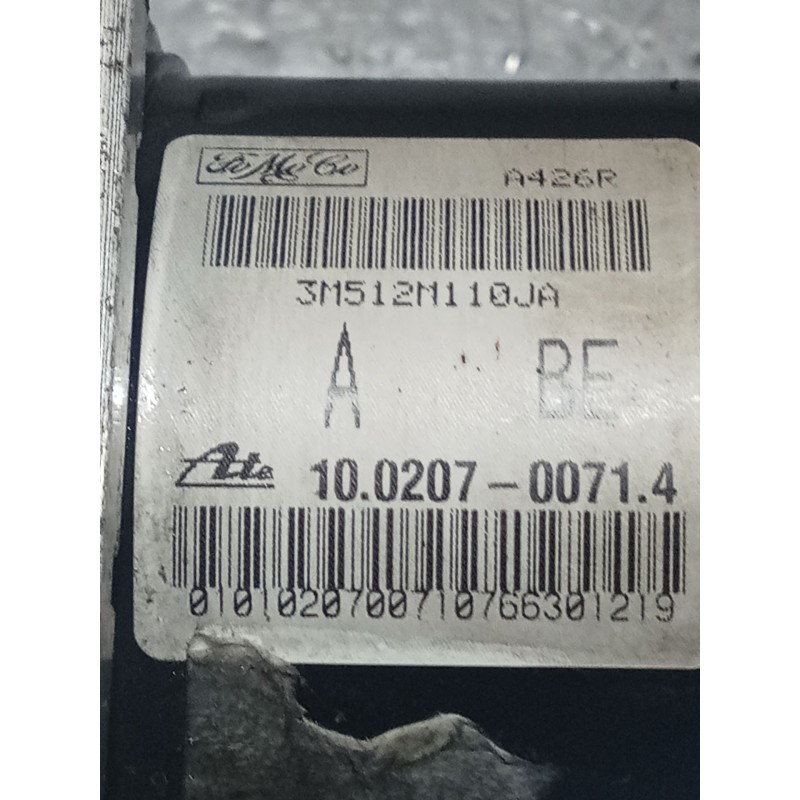 FoMoCo
A426R
3M512M110JA
A BE
Ate 10.0207-0071.4
0101020700710766301219